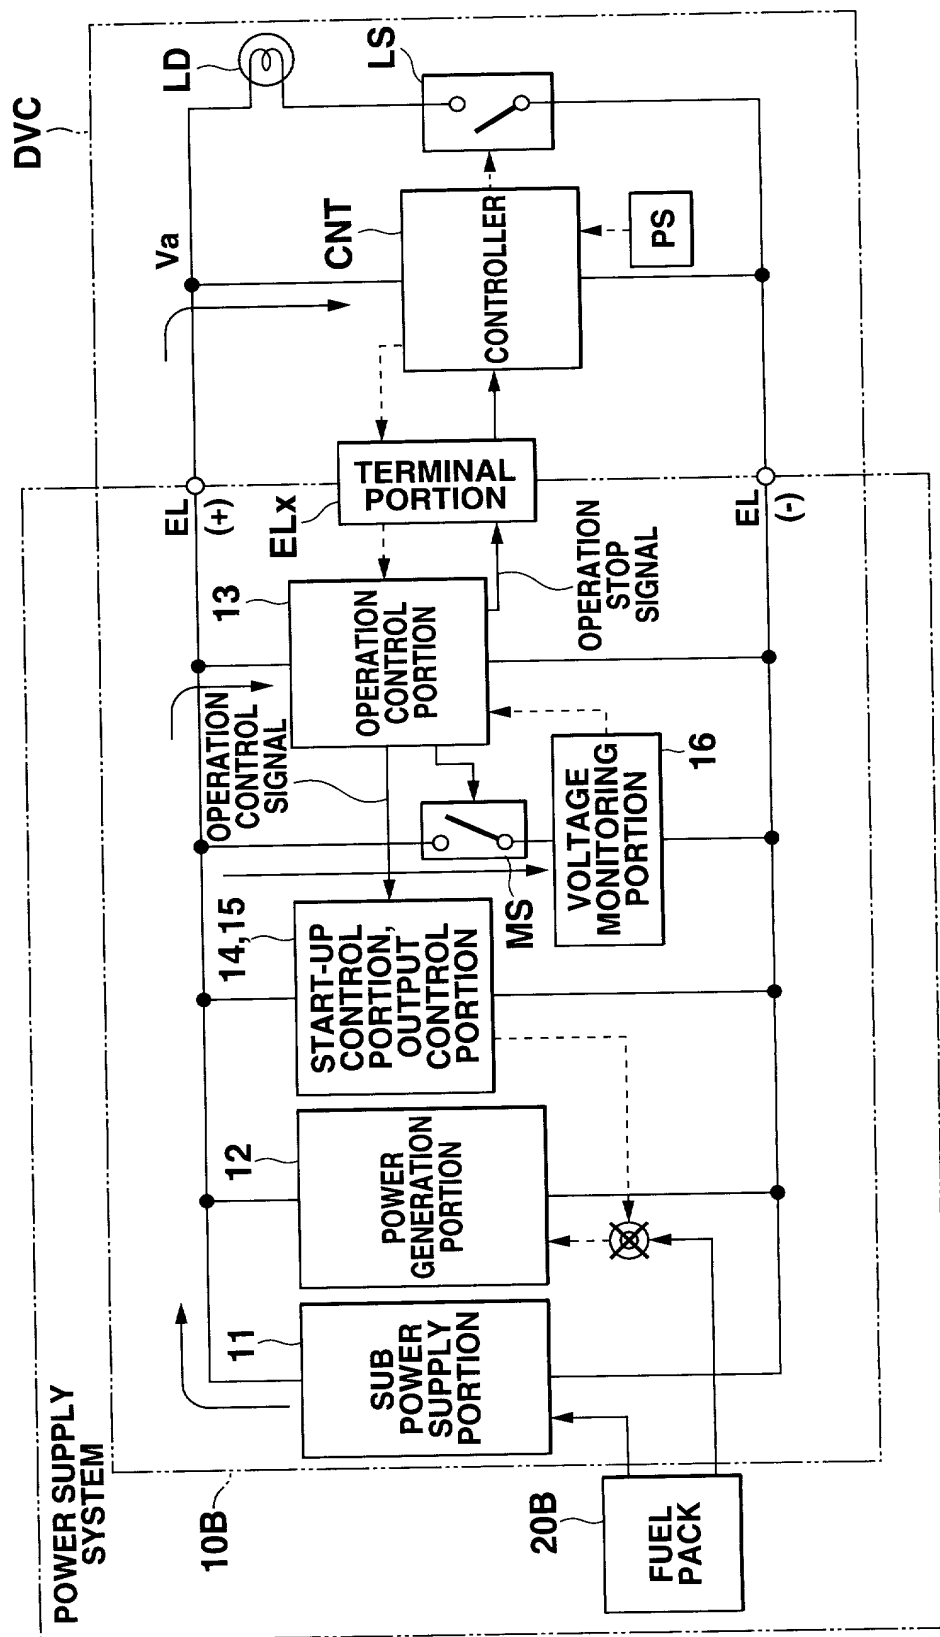 POWER SUPPLY
SYSTEM
10B
20B
FUEL
PACK
11
SUB
POWER
SUPPLY
PORTION
12
POWER
GENERATION
PORTION
14,15
START-UP
CONTROL
PORTION,
OUTPUT
CONTROL
PORTION
OPERATION
CONTROL
SIGNAL
MS
VOLTAGE
MONITORING
PORTION
16
13
OPERATION
CONTROL
PORTION
OPERATION
STOP
SIGNAL
EL
(+)
ELx
TERMINAL
PORTION
EL
(-)
Va
CNT
CONTROLLER
PS
LD
LS
DVC